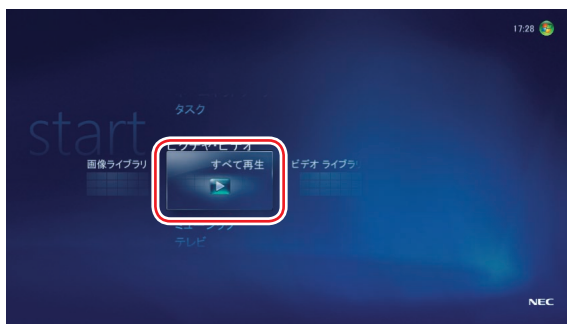 17:28
タスク
start
ピクチャ・ビデオ
画像ライブラリ
すべて再生
ビデオ ライブラ
ミュージック
テレビ
NEC